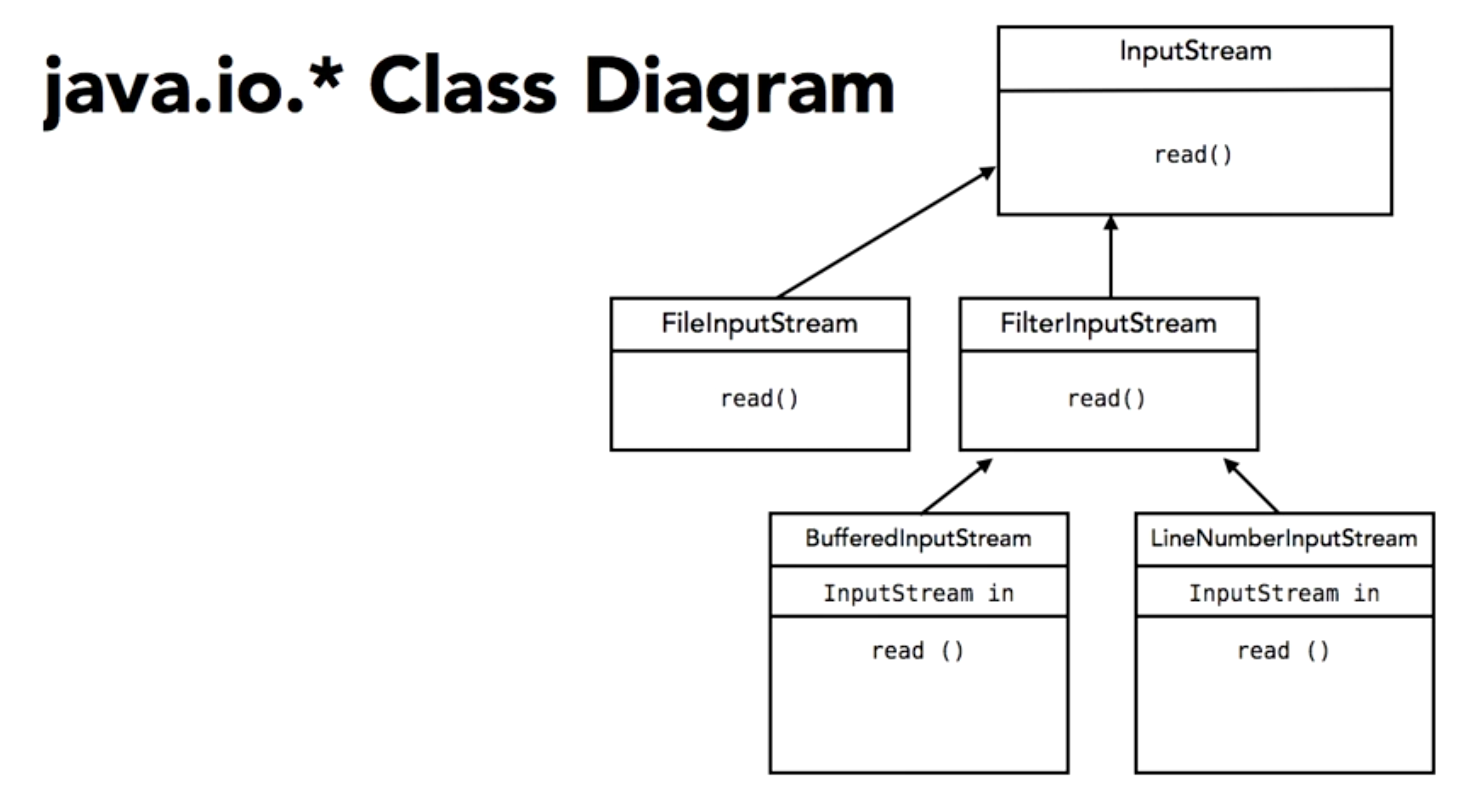 java.io.* Class Diagram
InputStream
read()
FileInputStream
read()
FilterInputStream
read()
BufferedInputStream
InputStream in
read ()
LineNumberInputStream
InputStream in
read ()